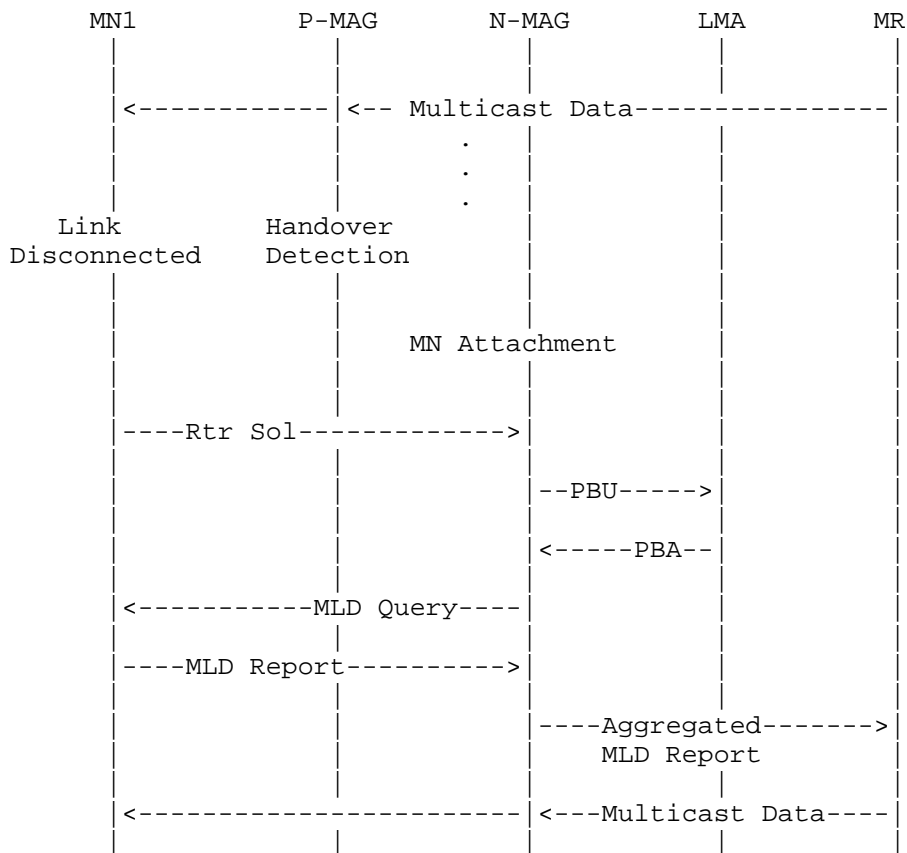 MN1 P-MAG N-MAG LMA MR
<------------|<-- Multicast Data----------------
.
.
.
Link Handover
Disconnected Detection
MN Attachment
----Rtr Sol------------->
--PBU----->
<-----PBA--
<-----------MLD Query----
----MLD Report---------->
----Aggregated------->
MLD Report
<------------------------|<---Multicast Data----